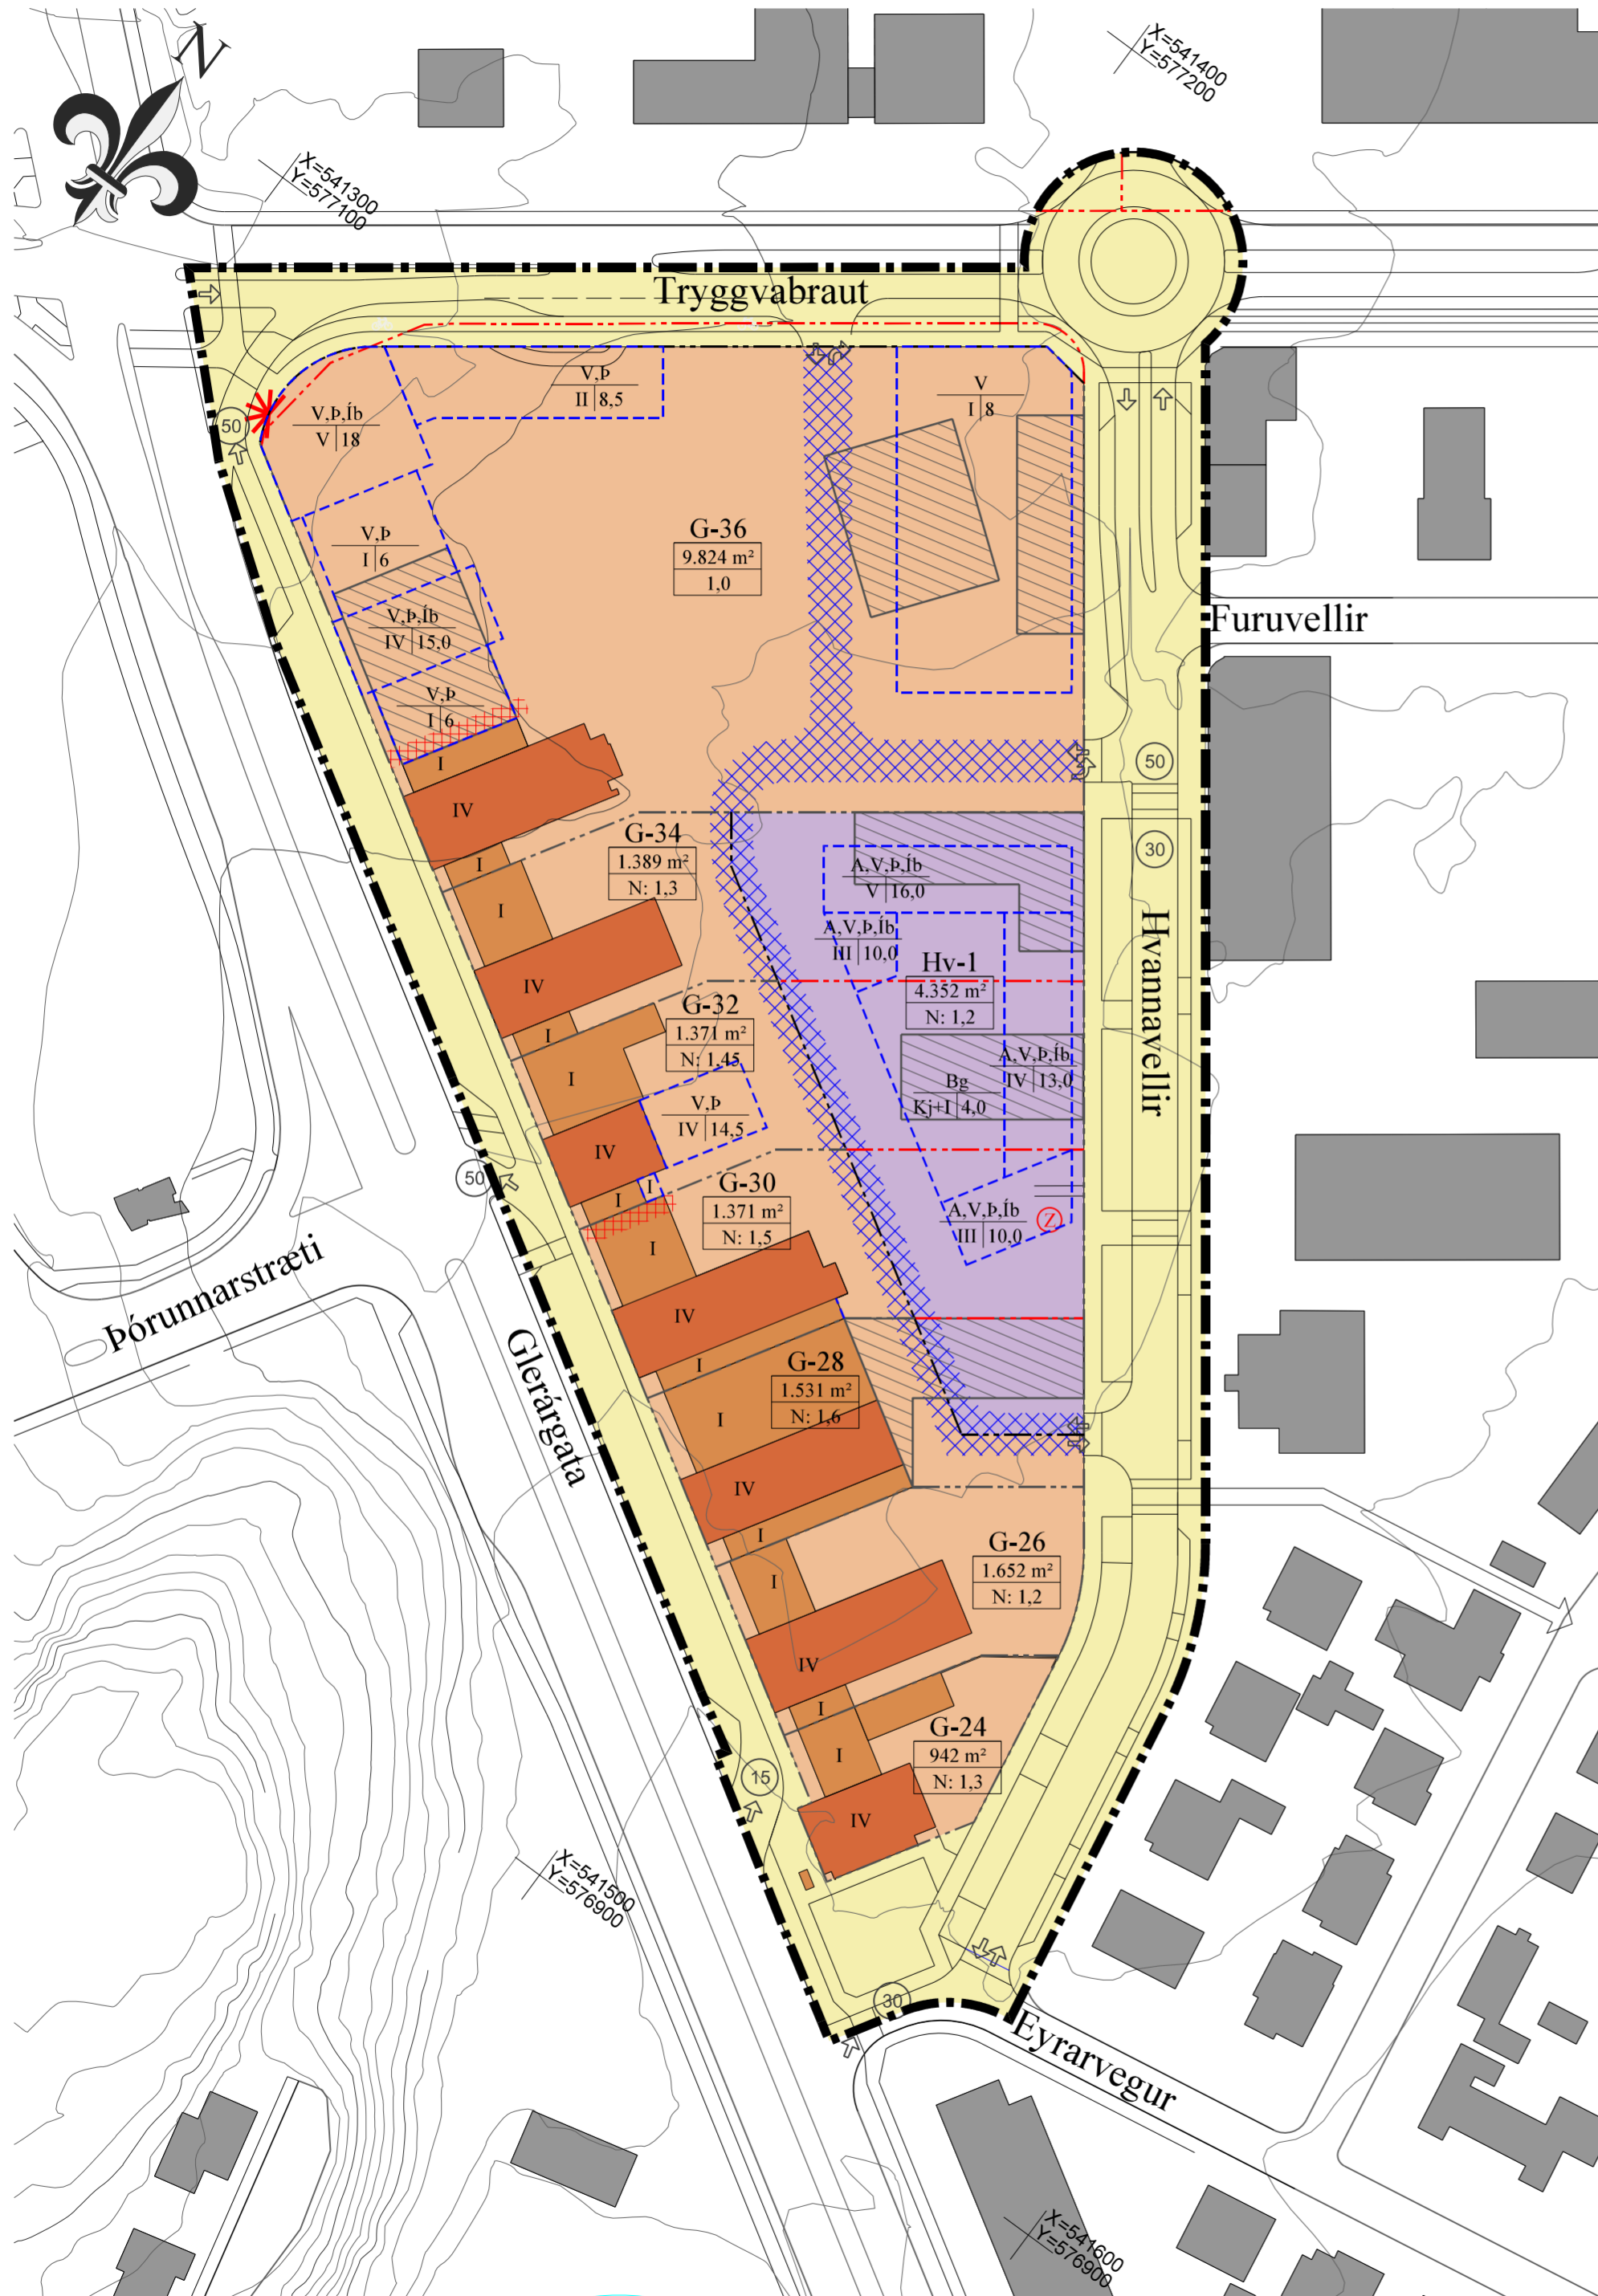 N
X=541400
Y=577200
X=541300
Y=577100
Tryggvabraut
V,Þ
II 8,5
V
I 8
50
V,Þ,Íb
V 18
G-36
9.824 m²
1,0
V,Þ
I 6
V,Þ,Íb
IV 15,0
Furuvellir
V,Þ
I 6
I
50
IV
G-34
1.389 m²
N: 1,3
30
I
A,V,Þ,Íb
V 16,0
I
A,V,Þ,Íb
III 10,0
Hvannavellir
Hv-1
4.352 m²
N: 1,2
IV
G-32
1.371 m²
N: 1,45
I
A,V,Þ,Íb
IV 13,0
I
Bg
Kj+I 4,0
V,Þ
IV 14,5
IV
50
I
I
G-30
1.371 m²
N: 1,5
A,V,Þ,Íb
III 10,0
Z
I
Þórunnarstræti
IV
Glerárgata
I
G-28
1.531 m²
N: 1,6
I
IV
I
G-26
1.652 m²
N: 1,2
I
IV
I
G-24
942 m²
N: 1,3
I
15
IV
X=541500
Y=576900
30
Eyrarvegur
X=541600
Y=576900